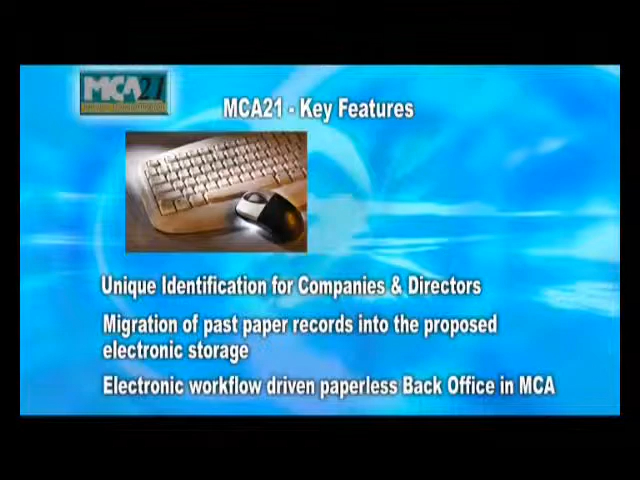 MCA21
MCA21 - Key Features
Unique Identification for Companies & Directors
Migration of past paper records into the proposed
electronic storage
Electronic workflow driven paperless Back Office in MCA